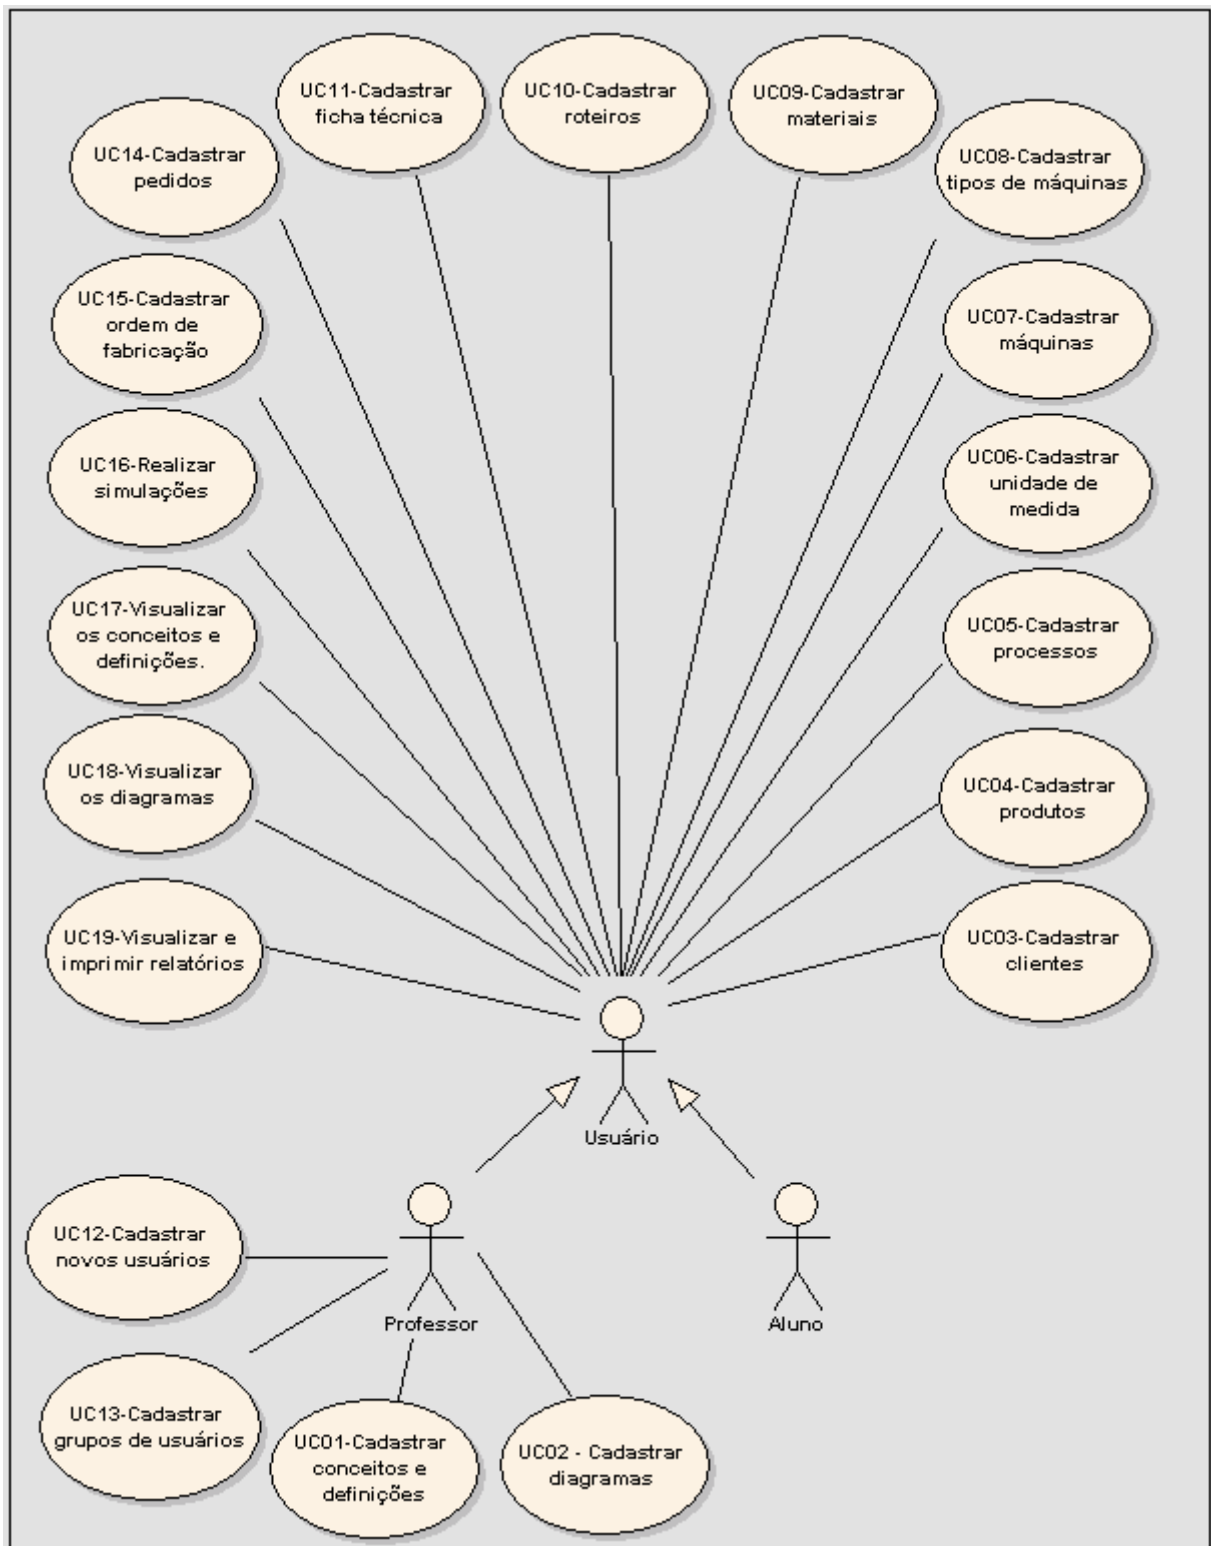 UC11-Cadastrar
ficha técnica
UC10-Cadastrar
roteiros
UC09-Cadastrar
materiais
UC14-Cadastrar
pedidos
UC08-Cadastrar
tipos de máquinas
UC15-Cadastrar
ordem de
fabricação
UC07-Cadastrar
máquinas
UC16-Realizar
simulações
UC06-Cadastrar
unidade de
medida
UC17-Visualizar
os conceitos e
definições.
UC05-Cadastrar
processos
UC18-Visualizar
os diagramas
UC04-Cadastrar
produtos
UC19-Visualizar e
imprimir relatórios
UC03-Cadastrar
clientes
Usuário
UC12-Cadastrar
novos usuários
Professor
Aluno
UC13-Cadastrar
grupos de usuários
UC01-Cadastrar
conceitos e
definições
UC02 - Cadastrar
diagramas